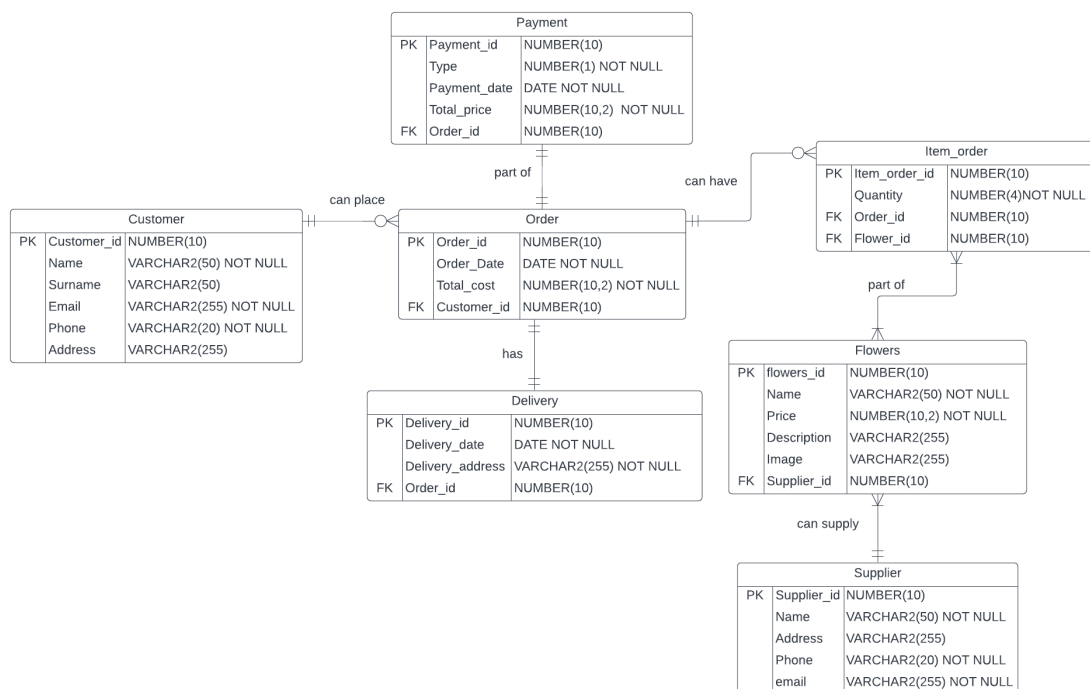 Payment
PK Payment_id NUMBER(10)
Type NUMBER(1) NOT NULL
Payment_date DATE NOT NULL
Total_price NUMBER(10,2) NOT NULL
FK Order_id NUMBER(10)
part of
can place
can have
Item_order
PK Item_order_id NUMBER(10)
Quantity NUMBER(4)NOT NULL
FK Order_id NUMBER(10)
FK Flower_id NUMBER(10)
Customer
PK Customer_id NUMBER(10)
Name VARCHAR2(50) NOT NULL
Surname VARCHAR2(50)
Email VARCHAR2(255) NOT NULL
Phone VARCHAR2(20) NOT NULL
Address VARCHAR2(255)
Order
PK Order_id NUMBER(10)
Order_Date DATE NOT NULL
Total_cost NUMBER(10,2) NOT NULL
FK Customer_id NUMBER(10)
part of
has
Delivery
PK Delivery_id NUMBER(10)
Delivery_date DATE NOT NULL
Delivery_address VARCHAR2(255) NOT NULL
FK Order_id NUMBER(10)
Flowers
PK flowers_id NUMBER(10)
Name VARCHAR2(50) NOT NULL
Price NUMBER(10,2) NOT NULL
Description VARCHAR2(255)
Image VARCHAR2(255)
FK Supplier_id NUMBER(10)
can supply
Supplier
PK Supplier_id NUMBER(10)
Name VARCHAR2(50) NOT NULL
Address VARCHAR2(255)
Phone VARCHAR2(20) NOT NULL
email VARCHAR2(255) NOT NULL